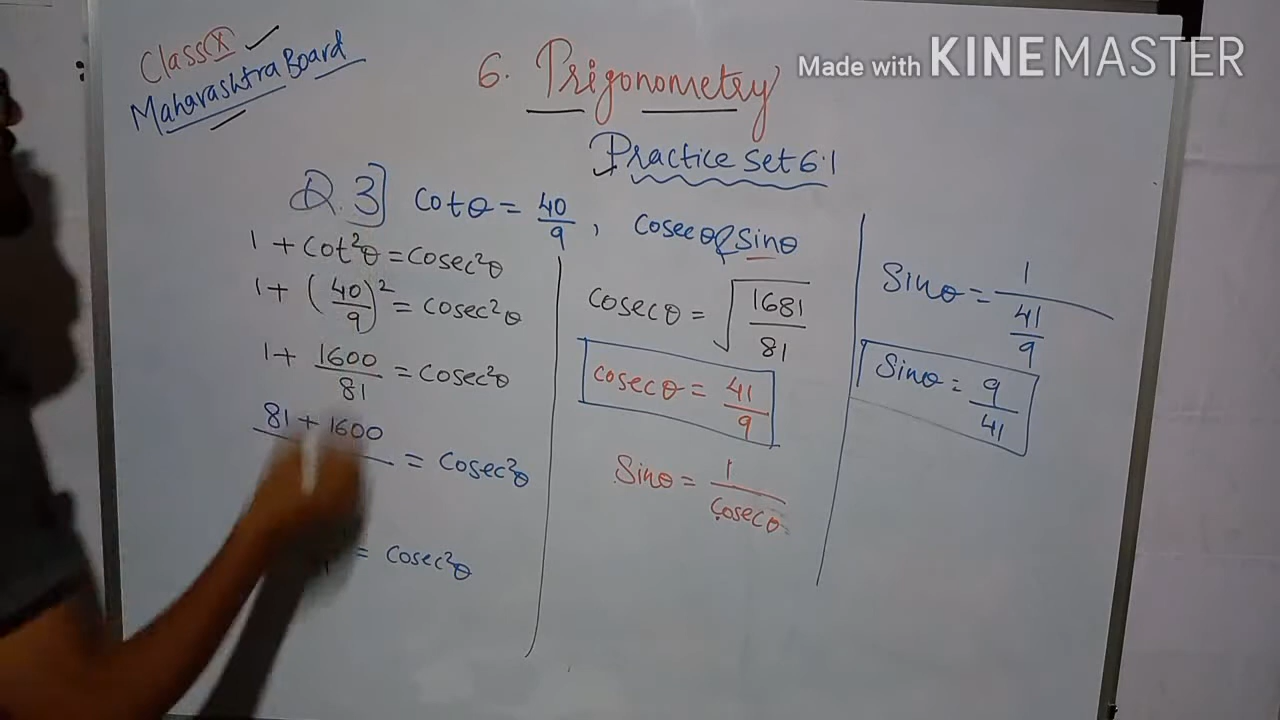 Class X ✓
Maharashtra Board
6. Trigonometry
Made with KINEMASTER
Practice Set 6.1
Q.3] cotθ = 40/9, cosecθ & sinθ
1 + cot²θ = cosec²θ
1 + (40/9)² = cosec²θ
1 + 1600/81 = cosec²θ
81 + 1600
= cosec²θ
= cosec²θ
cosecθ = √(1681/81)
cosecθ = 41/9
Sinθ = 1/cosecθ
Sinθ = 1/(41/9)
Sinθ = 9/41